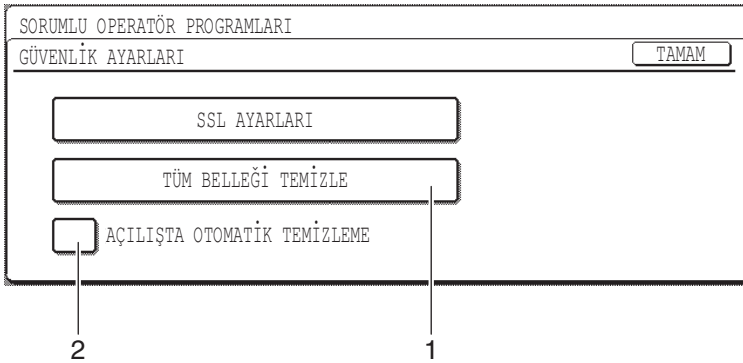 SORUMLU OPERATÖR PROGRAMLARI
GÜVENLİK AYARLARI TAMAM
SSL AYARLARI
TÜM BELLEĞİ TEMİZLE
AÇILIŞTA OTOMATİK TEMİZLEME
2 1